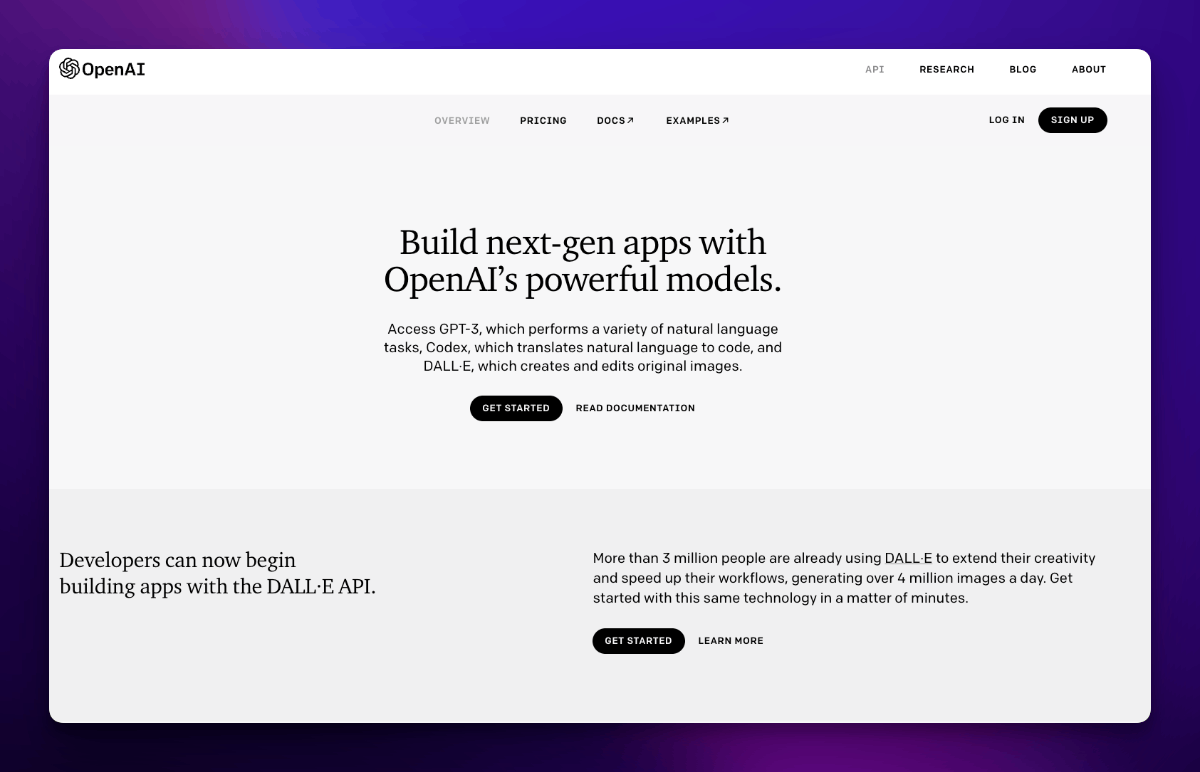 OpenAI
API RESEARCH BLOG ABOUT
OVERVIEW PRICING DOCS↗ EXAMPLES↗ LOG IN SIGN UP
Build next-gen apps with
OpenAI’s powerful models.
Access GPT-3, which performs a variety of natural language
tasks, Codex, which translates natural language to code, and
DALL·E, which creates and edits original images.
GET STARTED READ DOCUMENTATION
Developers can now begin
building apps with the DALL·E API.
More than 3 million people are already using DALL·E to extend their creativity
and speed up their workflows, generating over 4 million images a day. Get
started with this same technology in a matter of minutes.
GET STARTED LEARN MORE